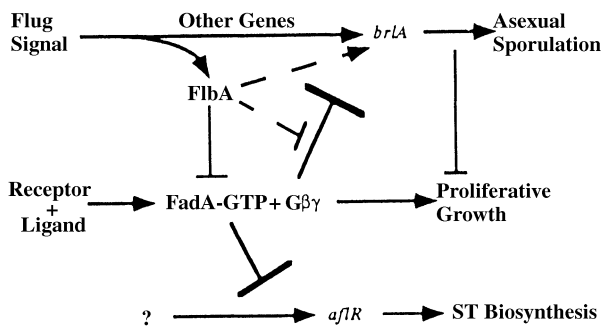 Flug
Signal
Other Genes
brlA
Asexual
Sporulation
FlbA
Receptor
+
Ligand
FadA-GTP + Gβγ
Proliferative
Growth
?
aflR
ST Biosynthesis